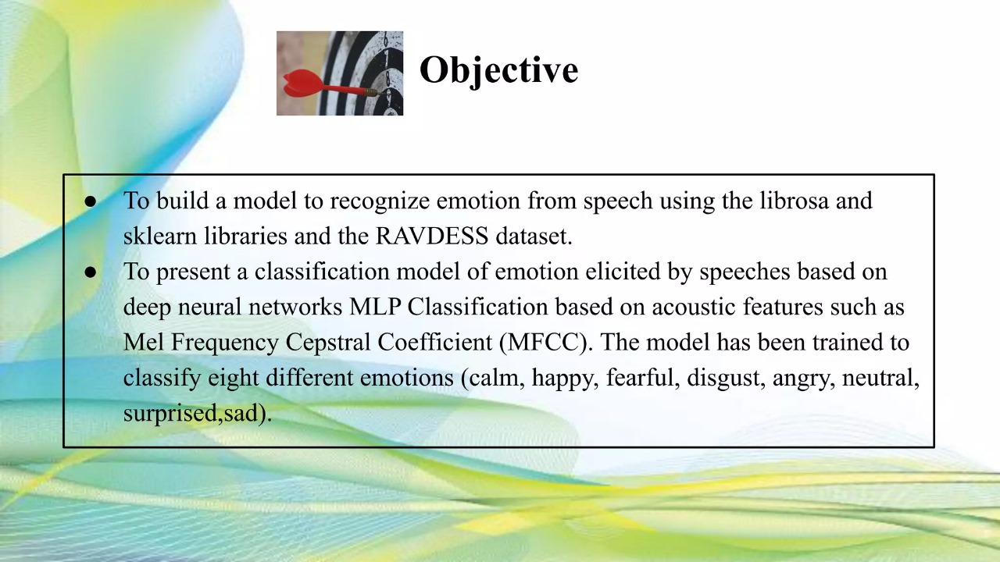 Objective
● To build a model to recognize emotion from speech using the librosa and
sklearn libraries and the RAVDESS dataset.
● To present a classification model of emotion elicited by speeches based on
deep neural networks MLP Classification based on acoustic features such as
Mel Frequency Cepstral Coefficient (MFCC). The model has been trained to
classify eight different emotions (calm, happy, fearful, disgust, angry, neutral,
surprised,sad).